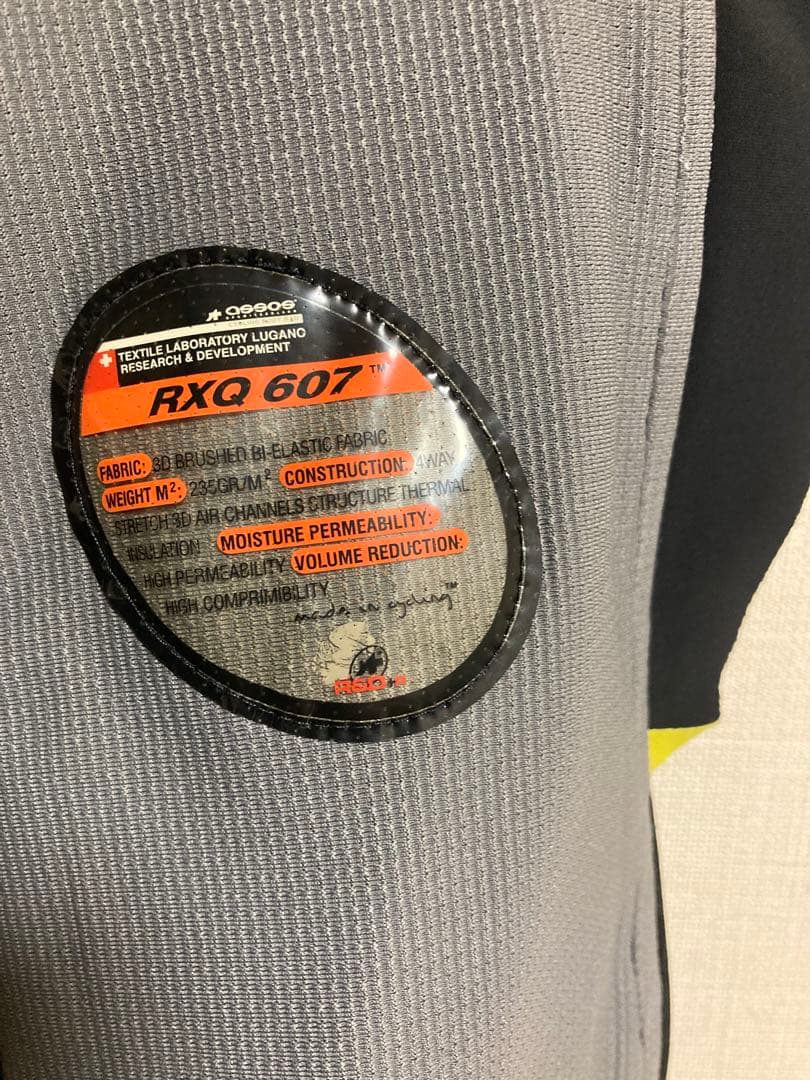 assos
TEXTILE LABORATORY LUGANO
RESEARCH & DEVELOPMENT
RXQ 607™
FABRIC: 3D BRUSHED BI-ELASTIC FABRIC
WEIGHT M²: 235GR/M² CONSTRUCTION: 4WAY
STRETCH 3D AIR CHANNELS STRUCTURE THERMAL
INSULATION MOISTURE PERMEABILITY:
HIGH PERMEABILITY VOLUME REDUCTION:
HIGH COMPRIMIBILITY
made in cycling™
R&D